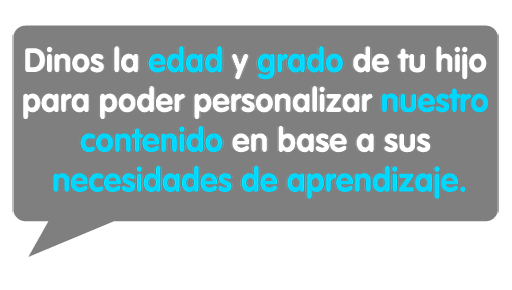 Dinos la edad y grado de tu hijo
para poder personalizar nuestro
contenido en base a sus
necesidades de aprendizaje.